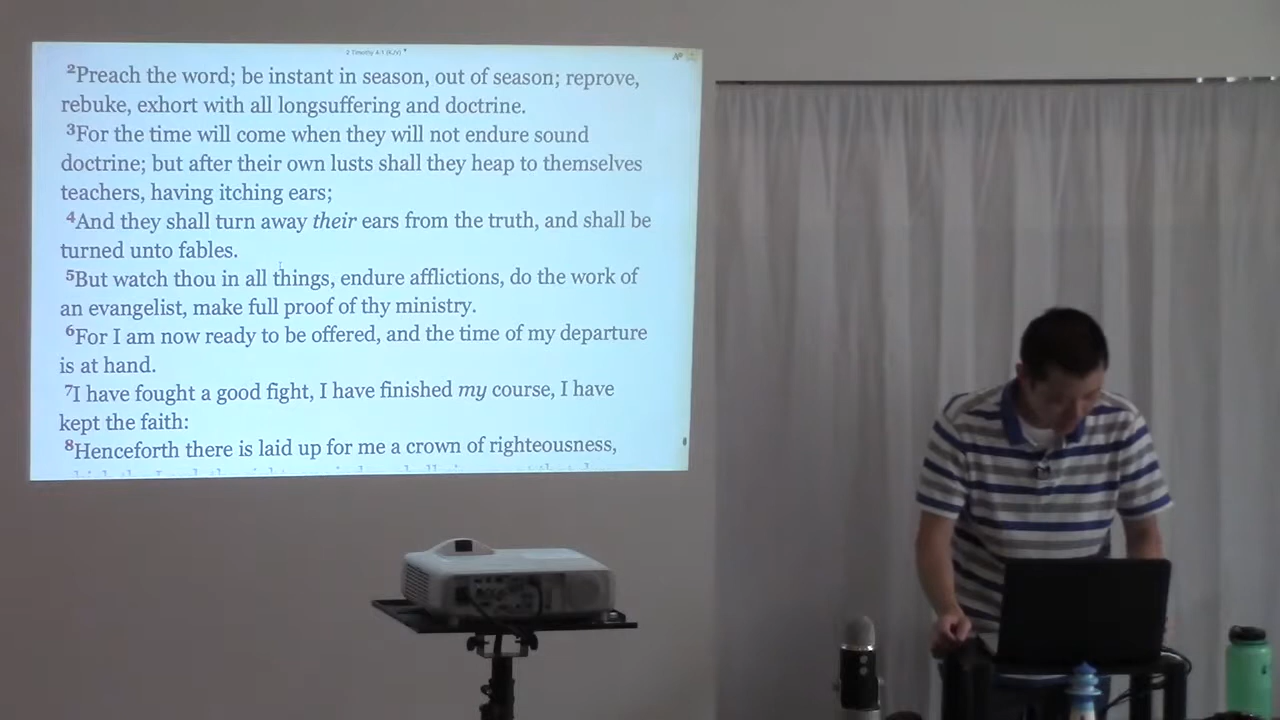 2 Timothy 4:1 (KJV)
2Preach the word; be instant in season, out of season; reprove,
rebuke, exhort with all longsuffering and doctrine.
3For the time will come when they will not endure sound
doctrine; but after their own lusts shall they heap to themselves
teachers, having itching ears;
4And they shall turn away their ears from the truth, and shall be
turned unto fables.
5But watch thou in all things, endure afflictions, do the work of
an evangelist, make full proof of thy ministry.
6For I am now ready to be offered, and the time of my departure
is at hand.
7I have fought a good fight, I have finished my course, I have
kept the faith:
8Henceforth there is laid up for me a crown of righteousness,